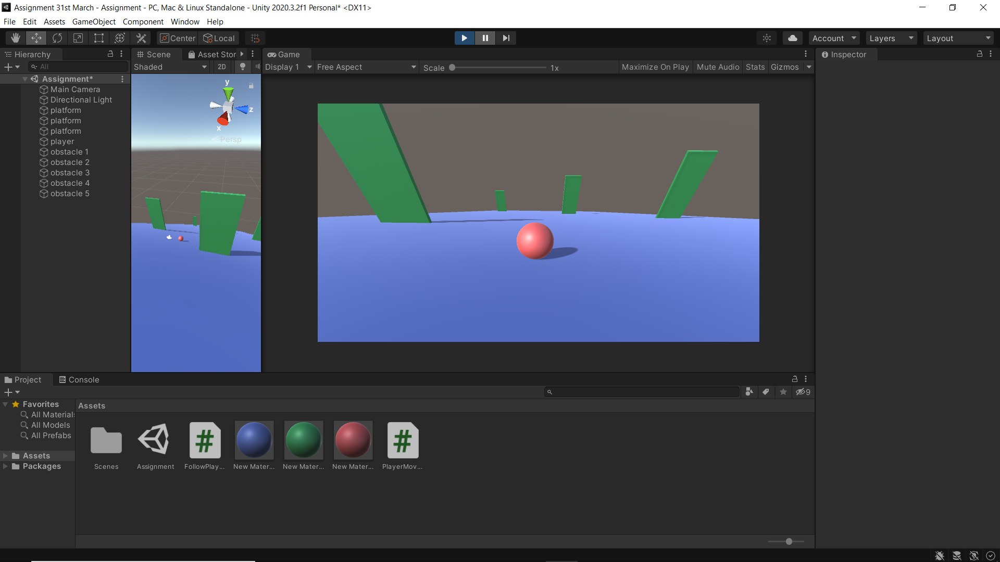 Assignment 31st March - Assignment - PC, Mac & Linux Standalone - Unity 2020.3.2f1 Personal* <DX11>
File Edit Assets GameObject Component Window Help
Center Local Account Layers Layout
Hierarchy Scene Asset Stor Game Inspector
All Shaded 2D Display 1 Free Aspect Scale 1x Maximize On Play Mute Audio Stats Gizmos
Assignment*
Main Camera
Directional Light
platform
platform
platform
player
obstacle 1
obstacle 2
obstacle 3
obstacle 4
obstacle 5
y
z
x
< Persp
Project Console
9
Favorites
All Materials
All Models
All Prefabs
Assets
Packages
Assets
Scenes Assignment FollowPlay... New Mater... New Mater... New Mater... PlayerMov...